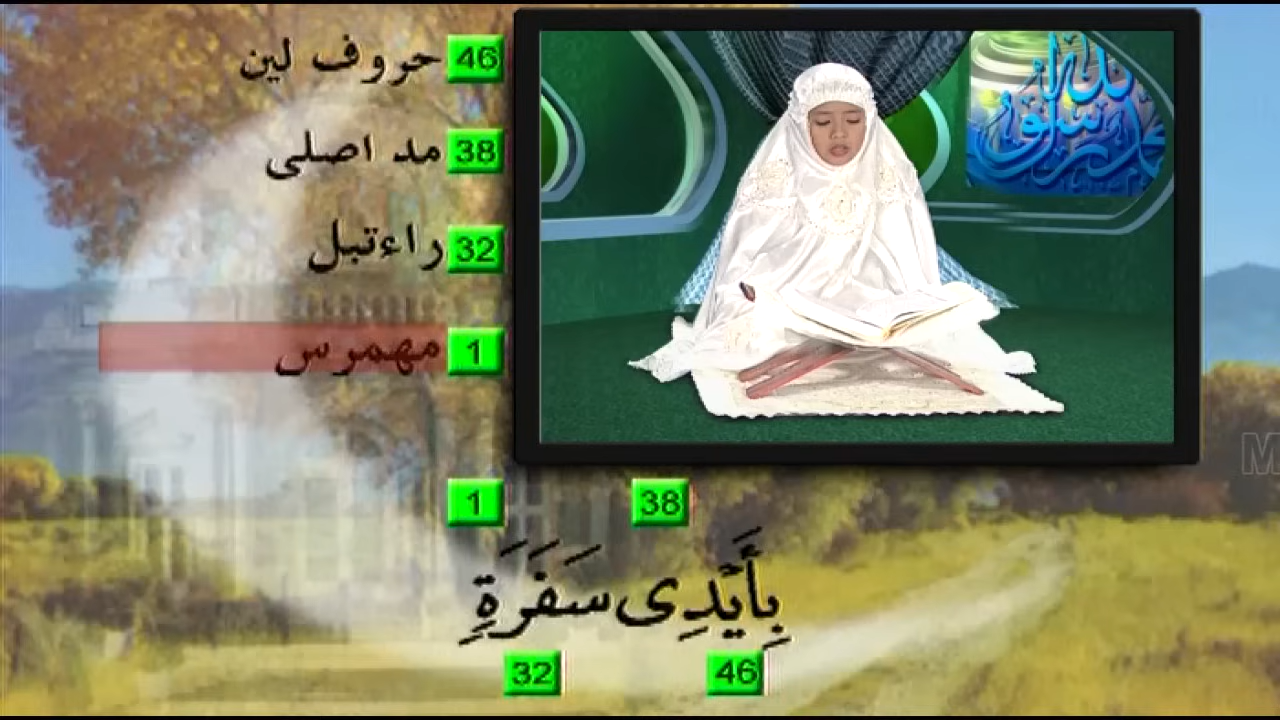 46 حروف لين
38 مد اصلى
32 راءتبل
1 مهموس
1 38
بِأَيْدِى سَفَرَةٍ
32 46
M